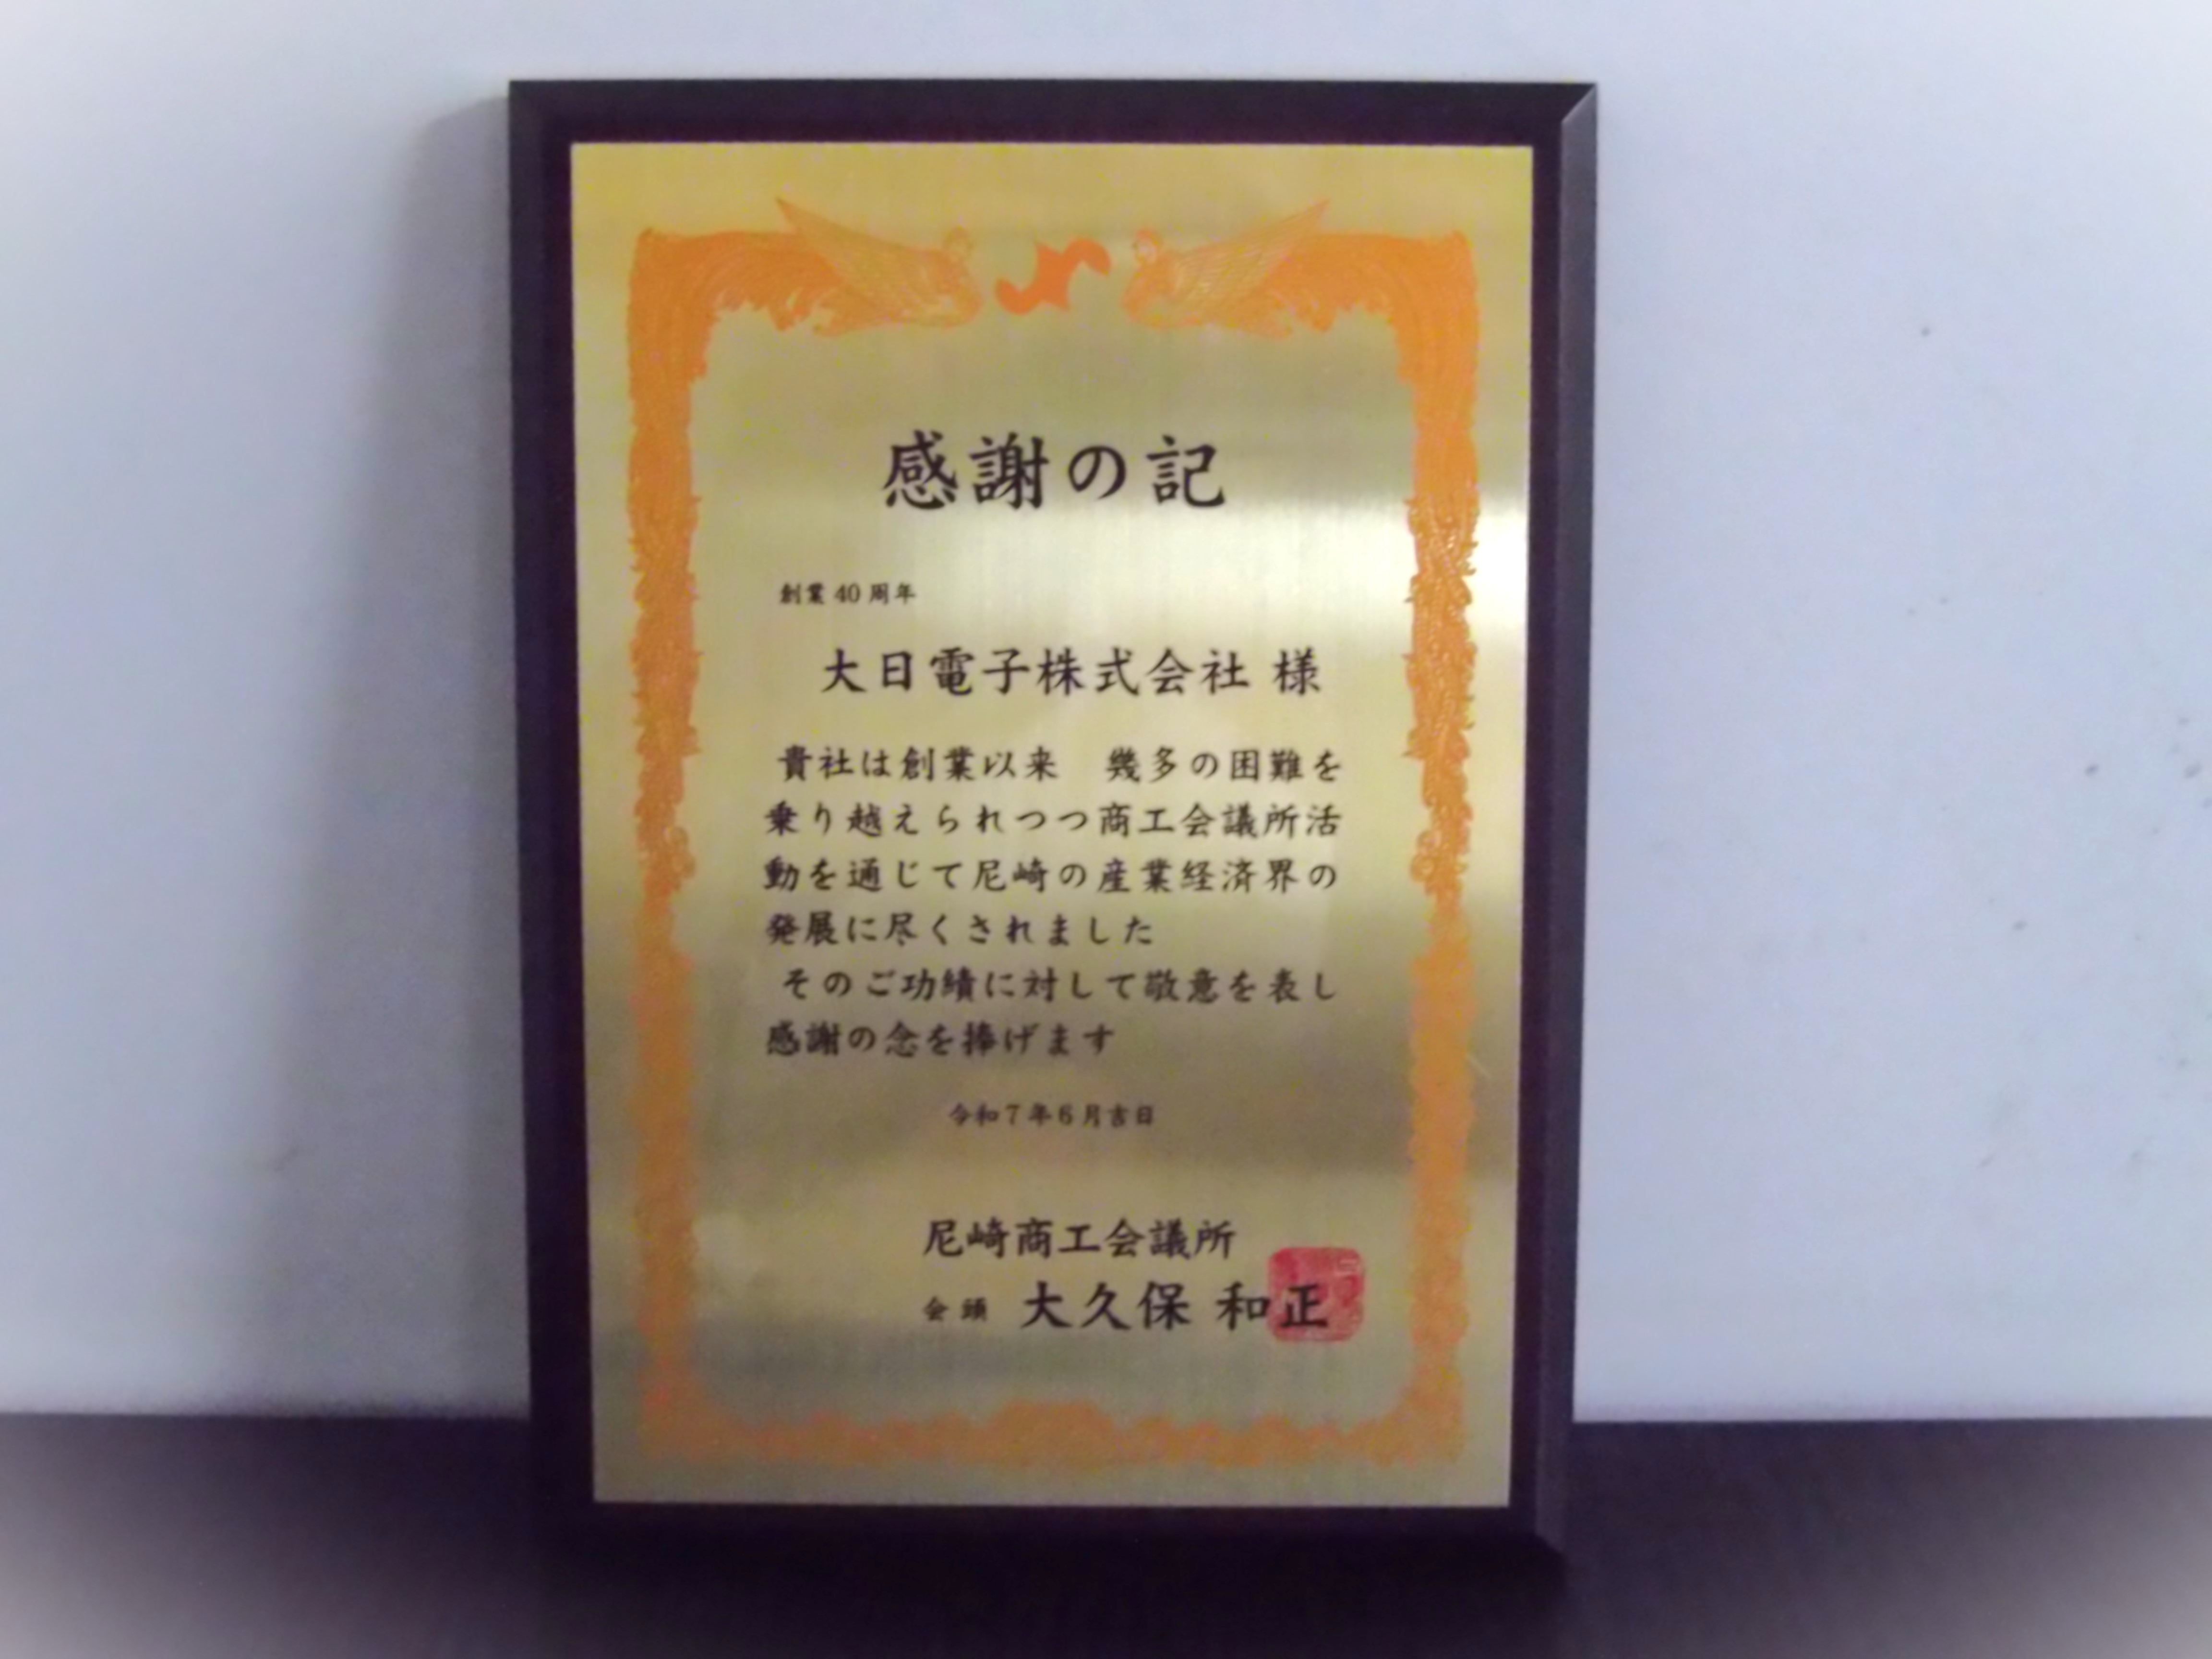 感謝の記
創業40周年
大日電子株式会社 様
貴社は創業以来　幾多の困難を
乗り越えられつつ商工会議所活
動を通じて尼崎の産業経済界の
発展に尽くされました
そのご功績に対して敬意を表し
感謝の念を捧げます
令和7年6月吉日
尼崎商工会議所
会頭 大久保 和正